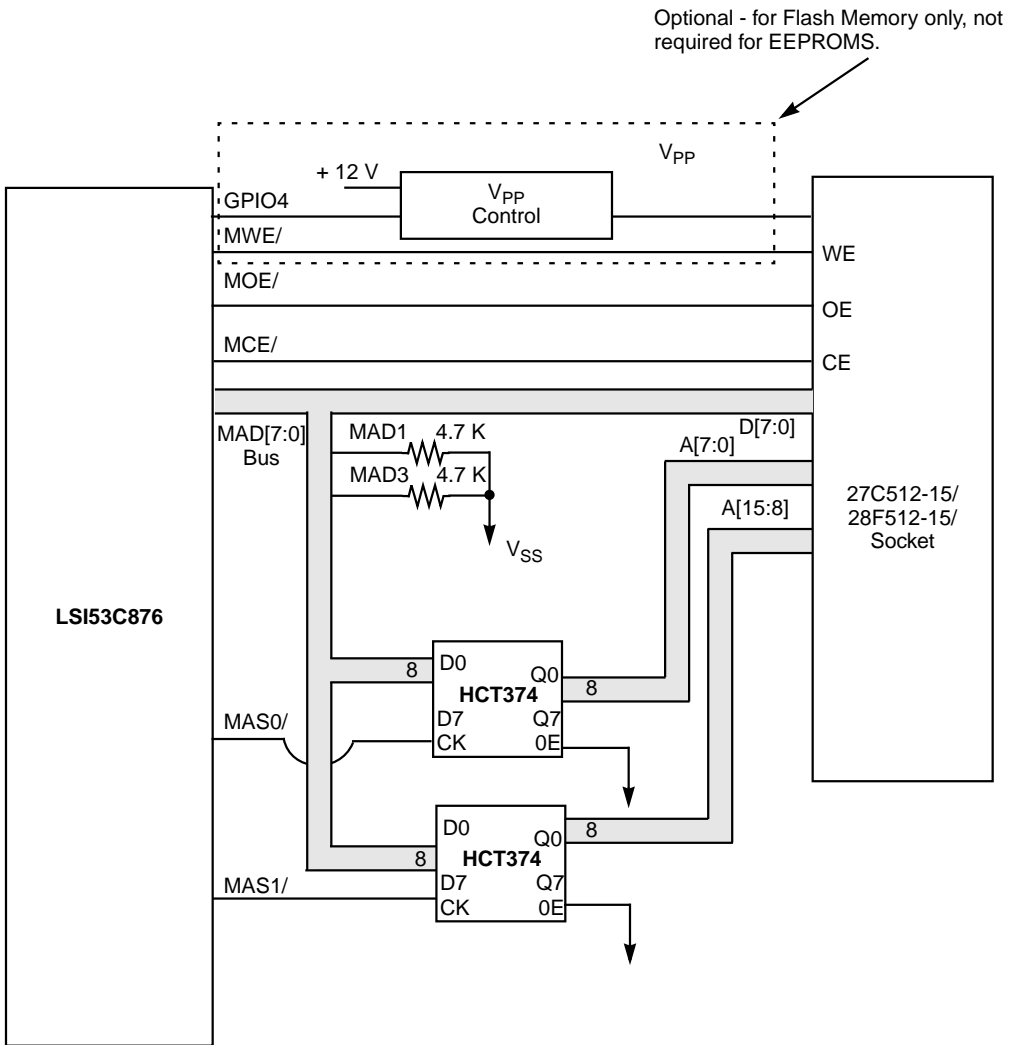 Optional - for Flash Memory only, not
required for EEPROMS.
VPP
+ 12 V
VPP
Control
GPIO4
MWE/
WE
MOE/
OE
MCE/
CE
MAD[7:0]
Bus
MAD1 4.7 K
MAD3 4.7 K
VSS
D[7:0]
A[7:0]
A[15:8]
27C512-15/
28F512-15/
Socket
LSI53C876
8
D0
Q0
8
HCT374
D7
Q7
MAS0/
CK
0E
D0
Q0
8
8
HCT374
D7
Q7
MAS1/
CK
0E